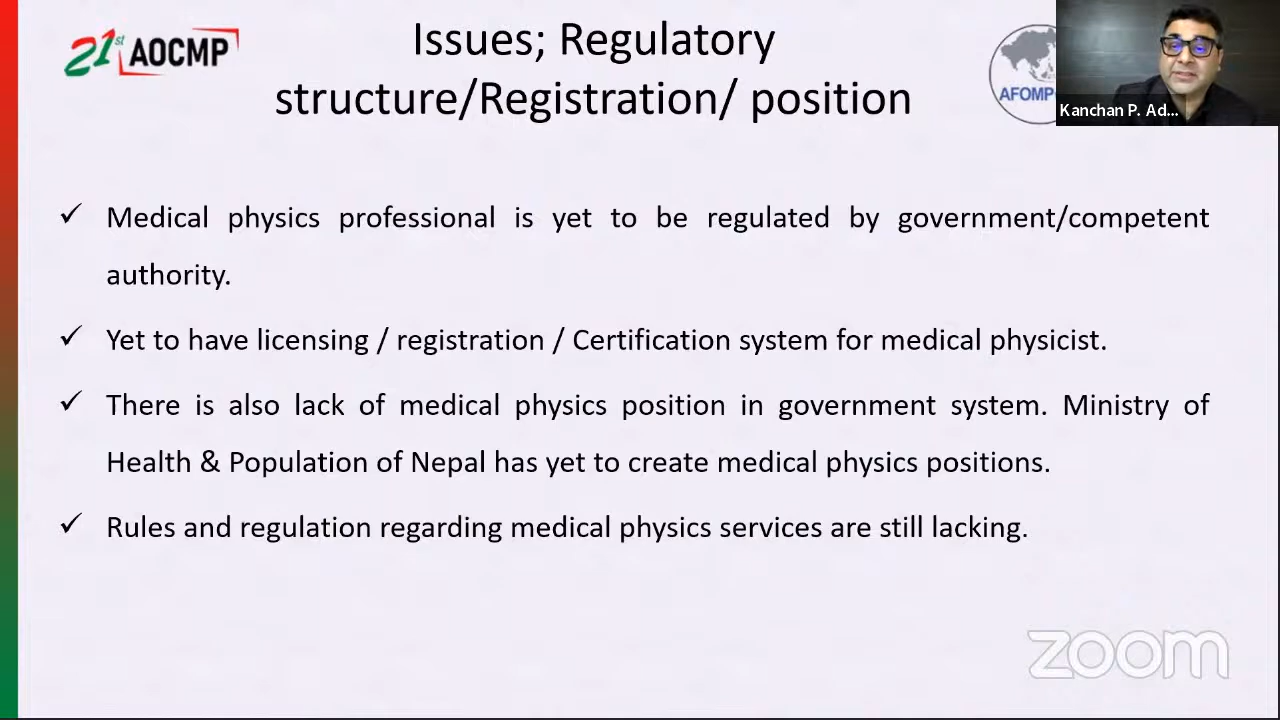 21st AOCMP
Issues; Regulatory
structure/Registration/ position
AFOMP
Kanchan P. Ad...
✓ Medical physics professional is yet to be regulated by government/competent
authority.
✓ Yet to have licensing / registration / Certification system for medical physicist.
✓ There is also lack of medical physics position in government system. Ministry of
Health & Population of Nepal has yet to create medical physics positions.
✓ Rules and regulation regarding medical physics services are still lacking.
zoom